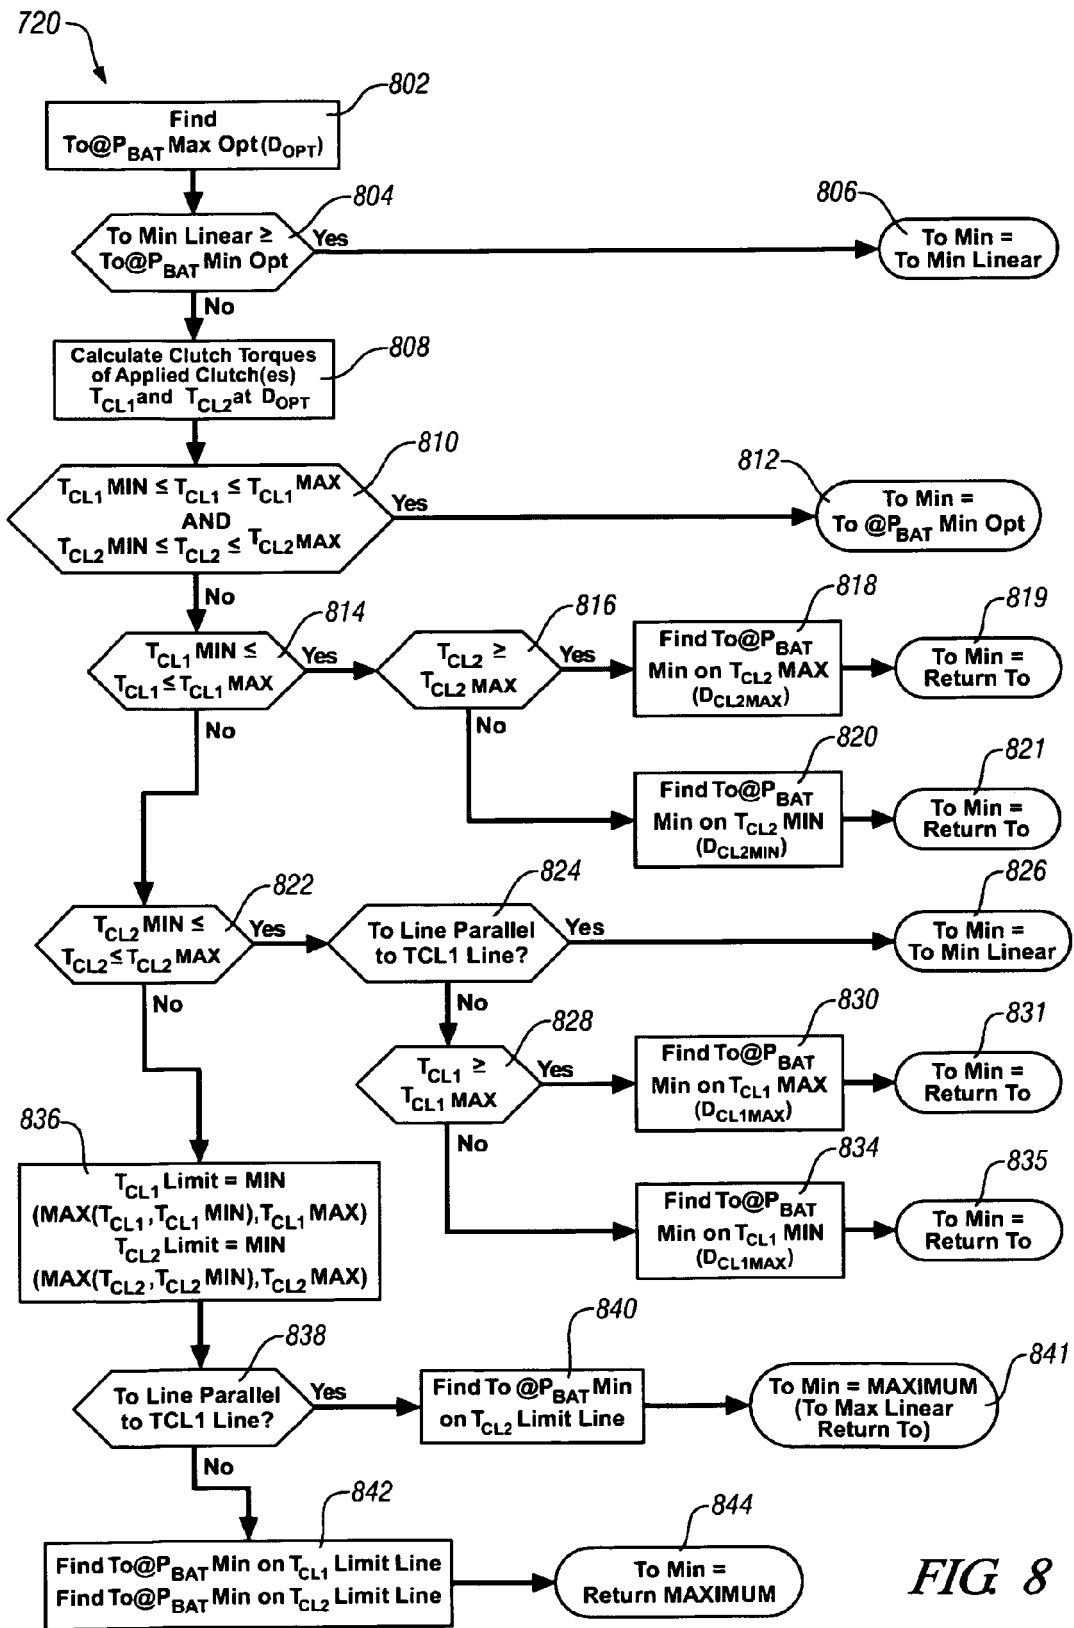 720
802
Find
To@PBAT Max Opt (DOPT)
804
To Min Linear ≥
To@PBAT Min Opt
Yes
806
To Min =
To Min Linear
No
808
Calculate Clutch Torques
of Applied Clutch(es)
TCL1 and TCL2 at DOPT
810
TCL1 MIN ≤ TCL1 ≤ TCL1 MAX
AND
TCL2 MIN ≤ TCL2 ≤ TCL2 MAX
Yes
812
To Min =
To @PBAT Min Opt
No
814
TCL1 MIN ≤
TCL1 ≤ TCL1 MAX
Yes
816
TCL2 ≥
TCL2 MAX
Yes
818
Find To@PBAT
Min on TCL2 MAX
(DCL2MAX)
819
To Min =
Return To
No
No
820
Find To@PBAT
Min on TCL2 MIN
(DCL2MIN)
821
To Min =
Return To
822
TCL2 MIN ≤
TCL2 ≤ TCL2 MAX
Yes
824
To Line Parallel
to TCL1 Line?
Yes
826
To Min =
To Min Linear
No
No
828
TCL1 ≥
TCL1 MAX
Yes
830
Find To@PBAT
Min on TCL1 MAX
(DCL1MAX)
831
To Min =
Return To
No
834
Find To@PBAT
Min on TCL1 MIN
(DCL1MAX)
835
To Min =
Return To
836
TCL1 Limit = MIN
(MAX(TCL1, TCL1 MIN), TCL1 MAX)
TCL2 Limit = MIN
(MAX(TCL2, TCL2 MIN), TCL2 MAX)
838
To Line Parallel
to TCL1 Line?
Yes
840
Find To @PBAT Min
on TCL2 Limit Line
841
To Min = MAXIMUM
(To Max Linear
Return To)
No
842
Find To@PBAT Min on TCL1 Limit Line
Find To@PBAT Min on TCL2 Limit Line
844
To Min =
Return MAXIMUM
FIG. 8